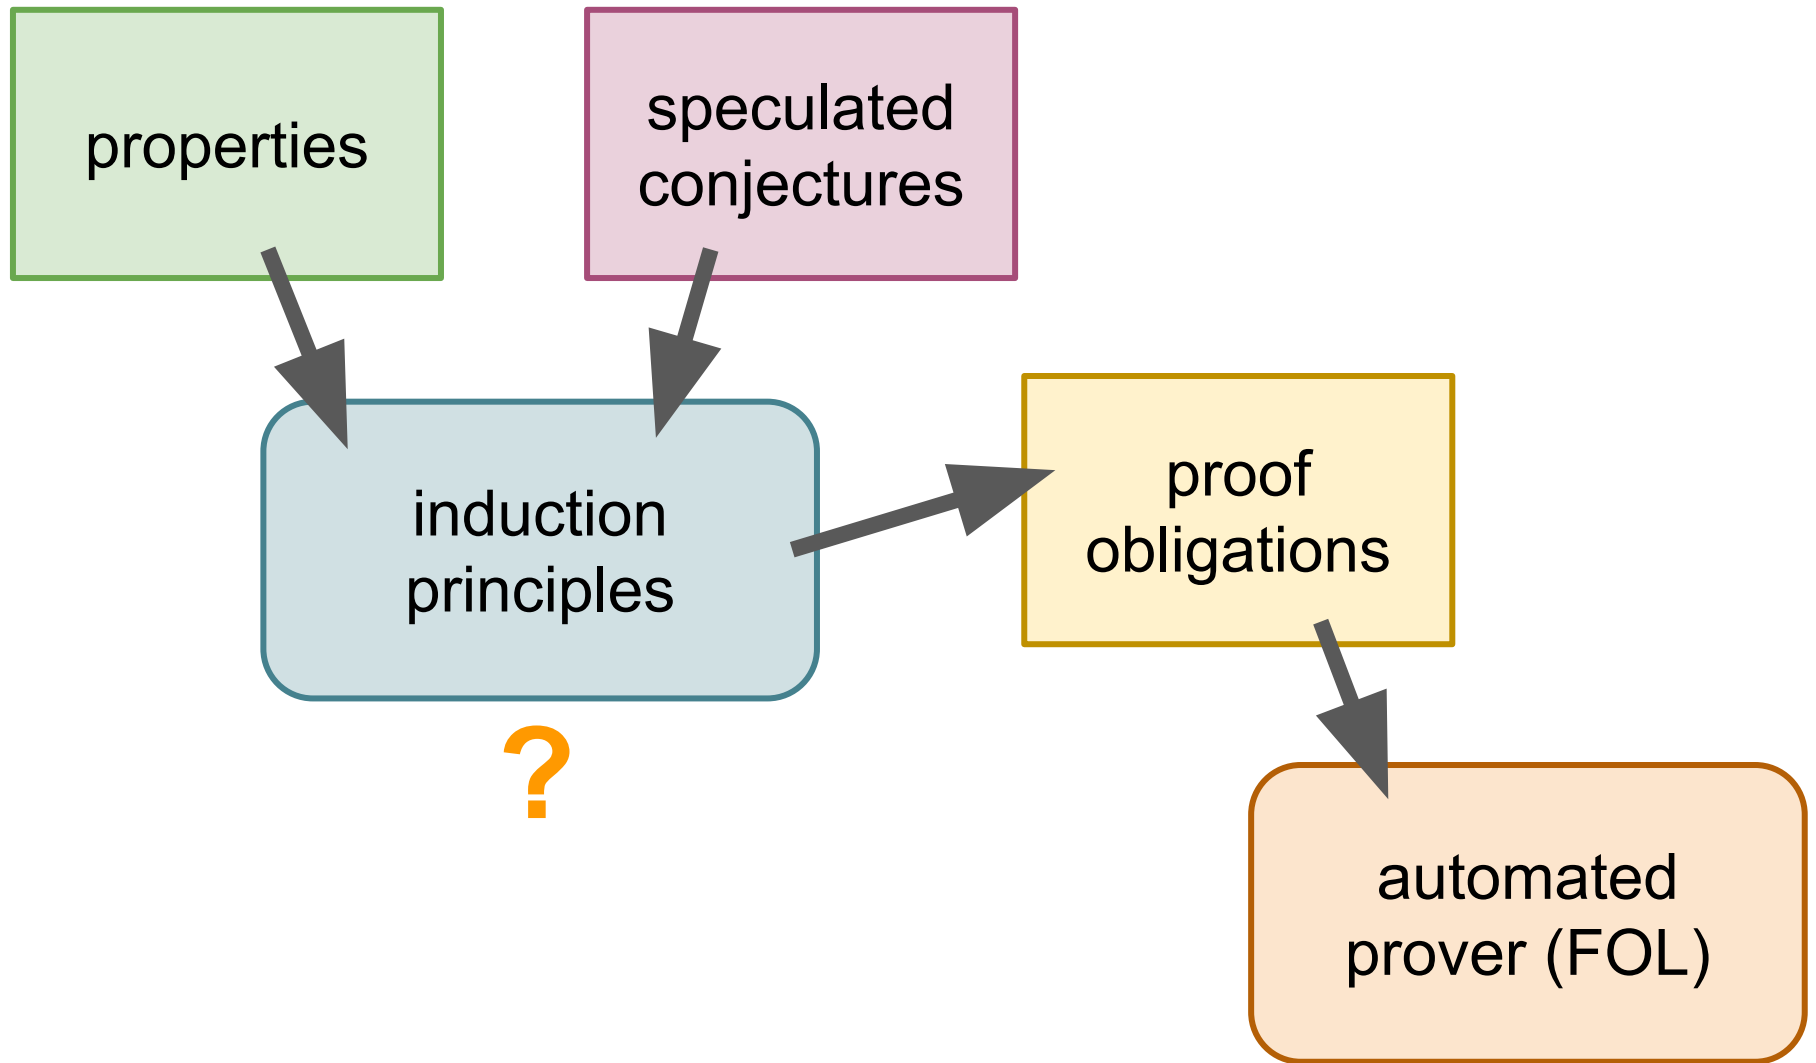 properties
speculated
conjectures
induction
principles
proof
obligations
?
automated
prover (FOL)